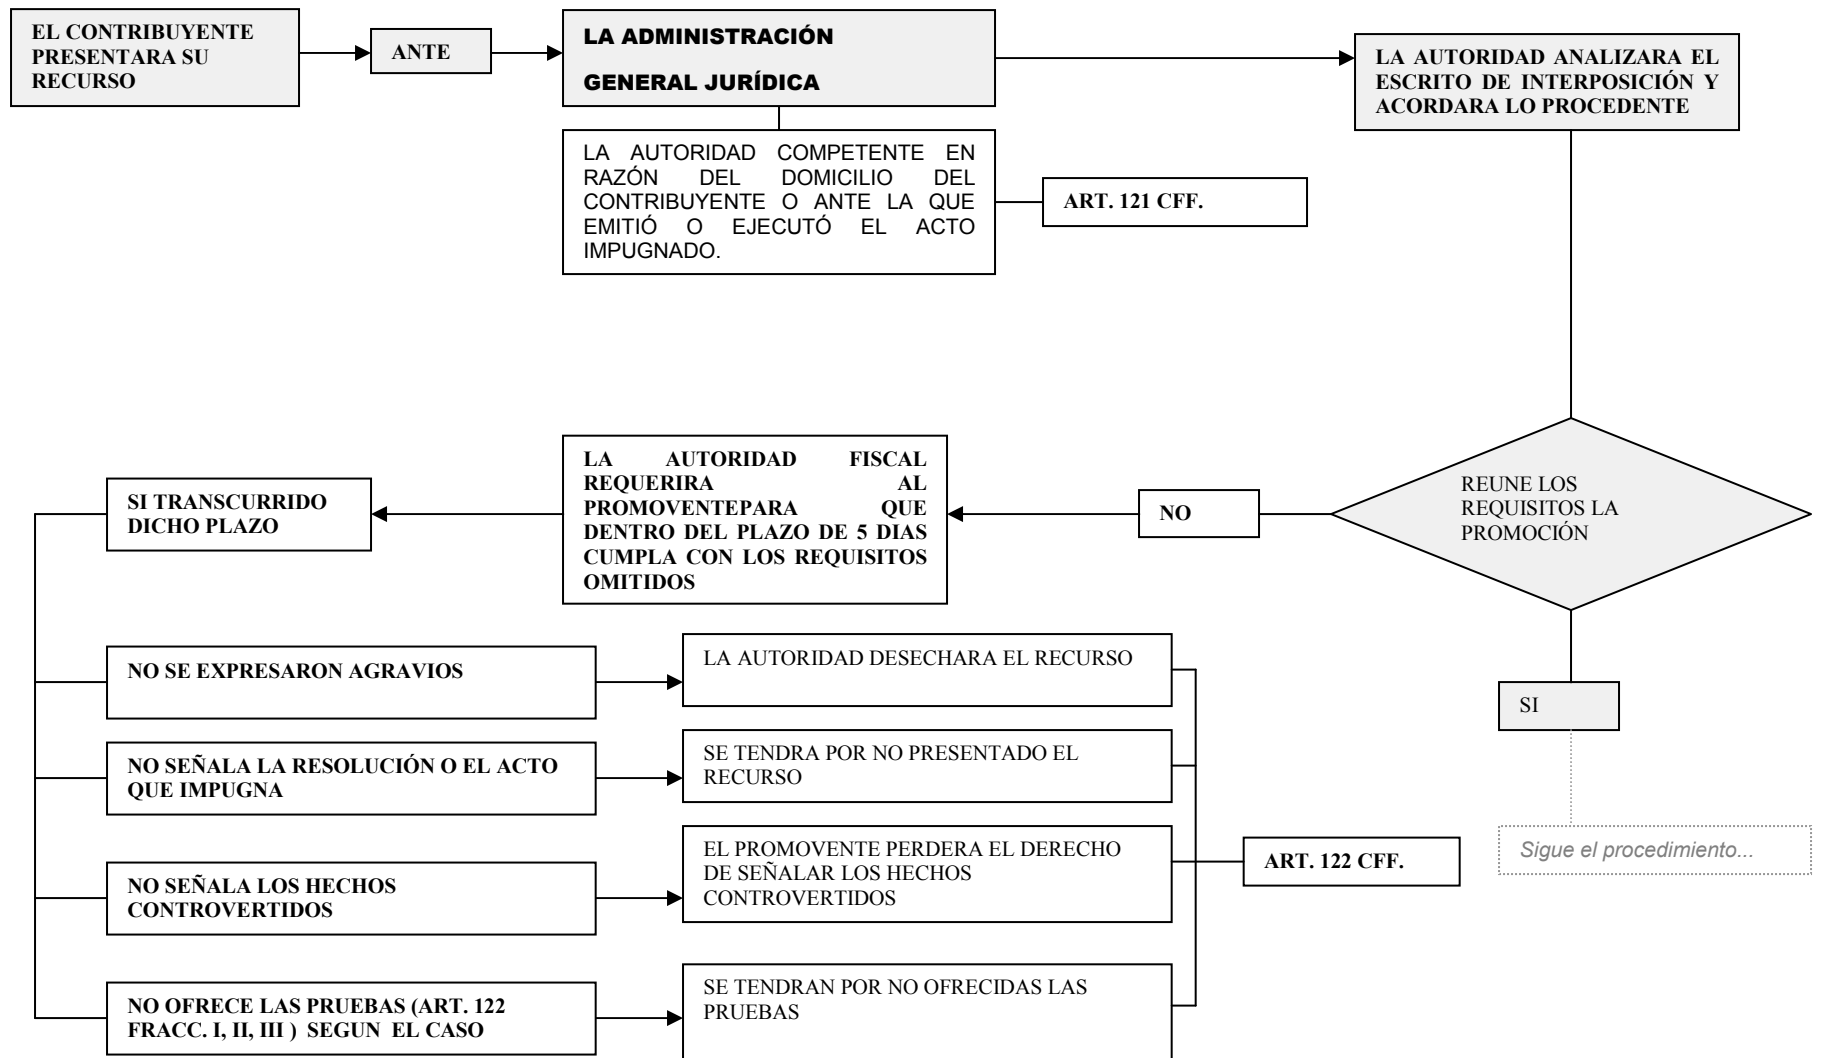 EL CONTRIBUYENTE
PRESENTARA SU
RECURSO
ANTE
LA ADMINISTRACIÓN
GENERAL JURÍDICA
LA AUTORIDAD ANALIZARA EL
ESCRITO DE INTERPOSICIÓN Y
ACORDARA LO PROCEDENTE
LA AUTORIDAD COMPETENTE EN
RAZÓN DEL DOMICILIO DEL
CONTRIBUYENTE O ANTE LA QUE
EMITIÓ O EJECUTÓ EL ACTO
IMPUGNADO.
ART. 121 CFF.
REUNE LOS
REQUISITOS LA
PROMOCIÓN
NO
LA AUTORIDAD FISCAL
REQUERIRA AL
PROMOVENTEPARA QUE
DENTRO DEL PLAZO DE 5 DIAS
CUMPLA CON LOS REQUISITOS
OMITIDOS
SI TRANSCURRIDO
DICHO PLAZO
NO SE EXPRESARON AGRAVIOS
LA AUTORIDAD DESECHARA EL RECURSO
SI
NO SEÑALA LA RESOLUCIÓN O EL ACTO
QUE IMPUGNA
SE TENDRA POR NO PRESENTADO EL
RECURSO
NO SEÑALA LOS HECHOS
CONTROVERTIDOS
EL PROMOVENTE PERDERA EL DERECHO
DE SEÑALAR LOS HECHOS
CONTROVERTIDOS
ART. 122 CFF.
Sigue el procedimiento...
NO OFRECE LAS PRUEBAS (ART. 122
FRACC. I, II, III ) SEGUN EL CASO
SE TENDRAN POR NO OFRECIDAS LAS
PRUEBAS